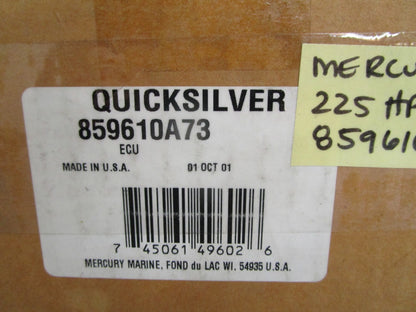 QUICKSILVER
859610A73
ECU
MADE IN U.S.A. 01 OCT 01
7 45061 49602 6
MERCURY MARINE, FOND du LAC WI. 54935 U.S.A.
MERCU
225 HP
859610